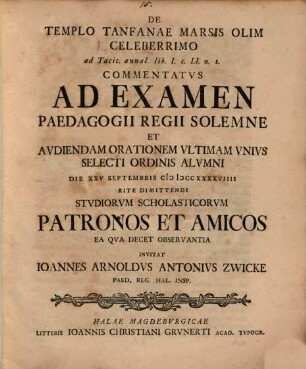 DE
TEMPLO TANFANAE MARSIS OLIM
CELEBERRIMO
ad Tacit. annal. lib. I. c. LI. n. 1.
COMMENTATVS
AD EXAMEN
PAEDAGOGII REGII SOLEMNE
ET
AVDIENDAM ORATIONEM VLTIMAM VNIVS
SELECTI ORDINIS ALVMNI
DIE XXV SEPTEMBRIS CIↃ IↃCC XXXXVIIII
RITE DIMITTENDI
STVDIORVM SCHOLASTICORVM
PATRONOS ET AMICOS
EA QVA DECET OBSERVANTIA
INVITAT
IOANNES ARNOLDVS ANTONIVS ZWICKE
PAED. REG. HAL. INSP.
HALAE MAGDEBVRGICAE
LITTERIS IOANNIS CHRISTIANI GRVNERTI ACAD. TYPOGR.